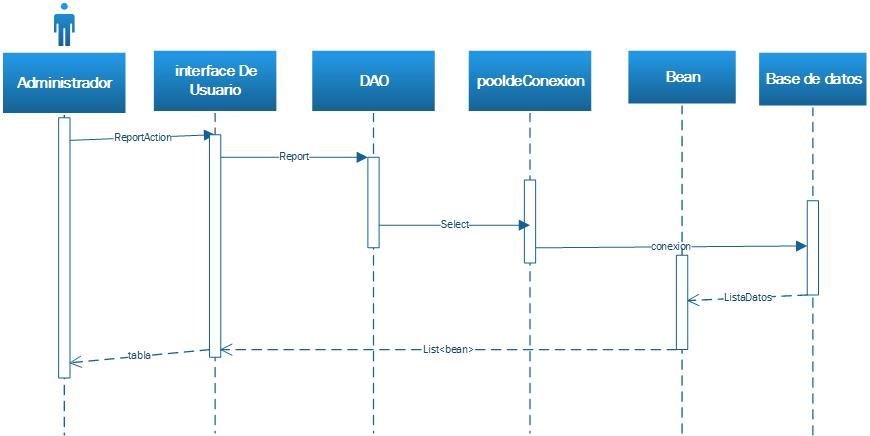 Administrador
interface De
Usuario
DAO
pooldeConexion
Bean
Base de datos
ReportAction
Report
Select
conexion
ListaDatos
List<bean>
tabla